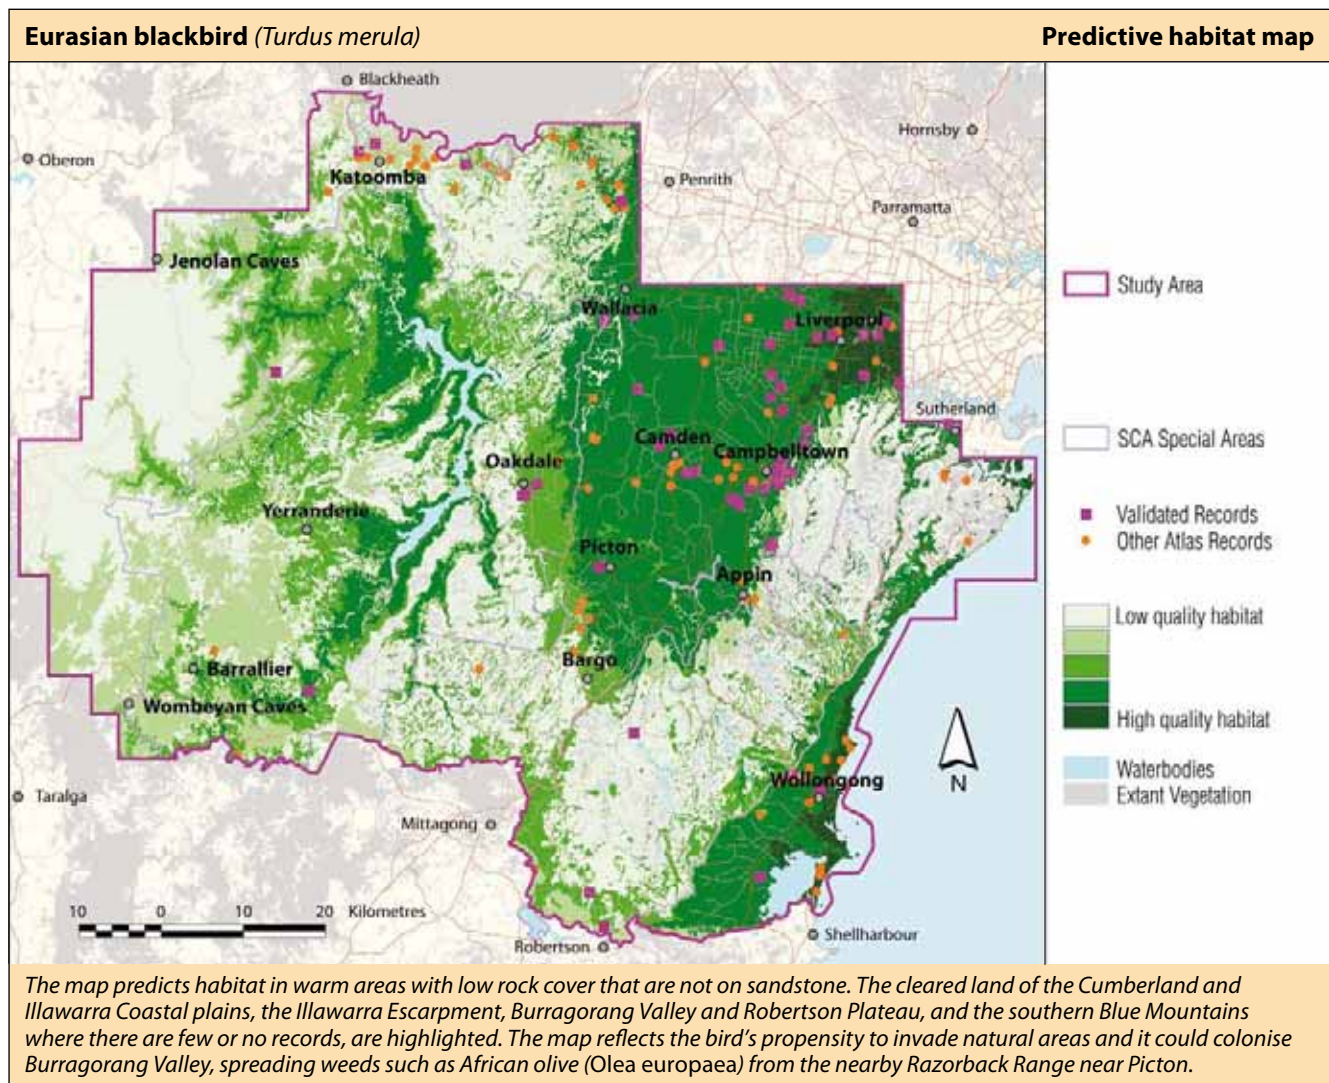 Eurasian blackbird (Turdus merula)
Predictive habitat map
Blackheath
Hornsby
Oberon
Katoomba
Penrith
Parramatta
Jenolan Caves
Study Area
Wallacia
Liverpool
Sutherland
SCA Special Areas
Camden
Campbelltown
Oakdale
Yerranderie
Validated Records
Other Atlas Records
Picton
Appin
Low quality habitat
Bargo
Barrallier
Wombeyan Caves
High quality habitat
Wollongong
N
Waterbodies
Extant Vegetation
Taralga
Mittagong
10 0 10 20 Kilometres
Robertson
Shellharbour
The map predicts habitat in warm areas with low rock cover that are not on sandstone. The cleared land of the Cumberland and
Illawarra Coastal plains, the Illawarra Escarpment, Burragorang Valley and Robertson Plateau, and the southern Blue Mountains
where there are few or no records, are highlighted. The map reflects the bird's propensity to invade natural areas and it could colonise
Burragorang Valley, spreading weeds such as African olive (Olea europaea) from the nearby Razorback Range near Picton.